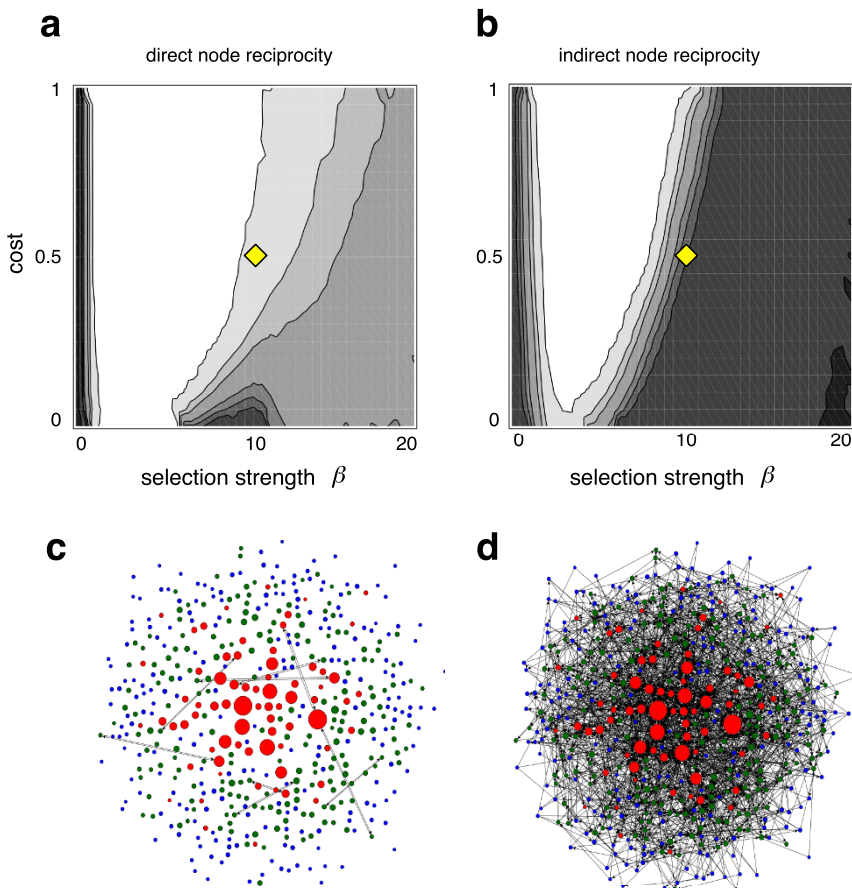 a
b
direct node reciprocity
indirect node reciprocity
1
1
cost
0.5
0.5
0
0
0
10
20
0
10
20
selection strength β
selection strength β
c
d